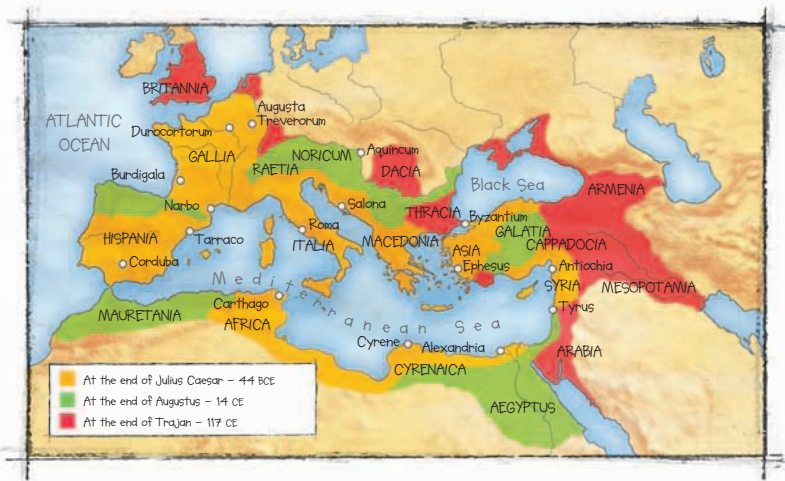 BRITANNIA
ATLANTIC
OCEAN
Augusta
Treverorum
Durocortorum
GALLIA
NORICUM
Aquincum
RAETIA
DACIA
Burdigala
Black Sea
ARMENIA
Narbo
Salona
THRACIA
Byzantium
Roma
GALATIA
HISPANIA
Tarraco
ITALIA
MACEDONIA
ASIA
CAPPADOCIA
Corduba
Ephesus
Antiochia
SYRIA
MESOPOTAMIA
Mediterranean Sea
Carthago
Tyrus
MAURETANIA
AFRICA
Cyrene
Alexandria
ARABIA
CYRENAICA
AEGYPTUS
At the end of Julius Caesar – 44 BCE
At the end of Augustus – 14 CE
At the end of Trajan – 117 CE